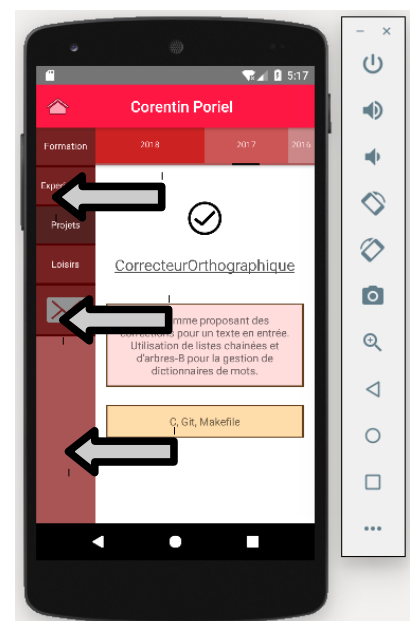 5:17
Corentin Poriel
Formation
2018
2017
2016
Projets
Loisirs
CorrecteurOrthographique
proposant des
corrections pour un texte en entrée.
Utilisation de listes chainées et
d'arbres-B pour la gestion de
dictionnaires de mots.
C, Git, Makefile